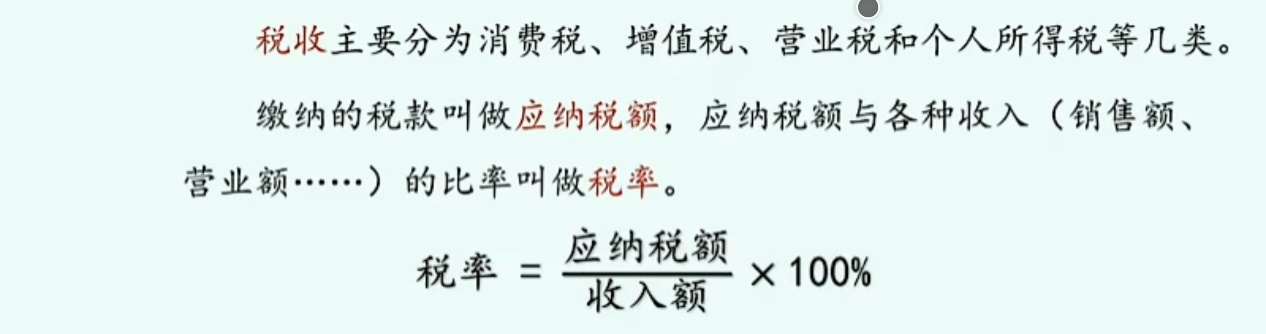 税收主要分为消费税、增值税、营业税和个人所得税等几类。
缴纳的税款叫做应纳税额，应纳税额与各种收入（销售额、
营业额……）的比率叫做税率。
税率 = 应纳税额/收入额 × 100%